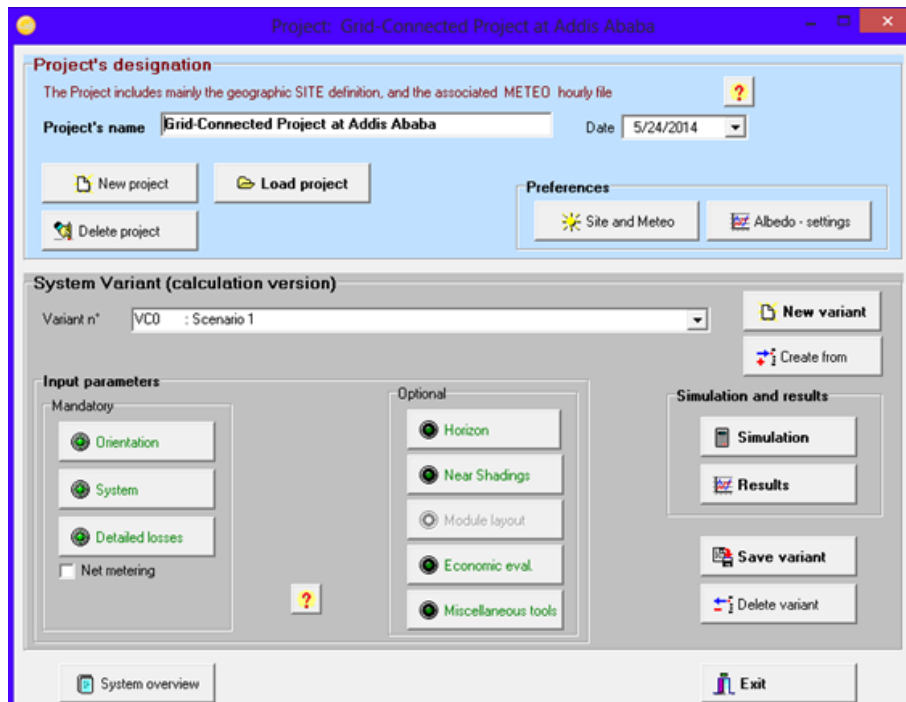 Project: Grid-Connected Project at Addis Ababa
Project's designation
The Project includes mainly the geographic SITE definition, and the associated METEO hourly file
?
Project's name Grid-Connected Project at Addis Ababa Date 5/24/2014
New project Load project
Preferences
Delete project Site and Meteo Albedo - settings
System Variant (calculation version)
Variant n° VC0 : Scenario 1
New variant
Create from
Input parameters
Mandatory
Orientation
System
Detailed losses
Net metering
?
Optional
Horizon
Near Shadings
Module layout
Economic eval.
Miscellaneous tools
Simulation and results
Simulation
Results
Save variant
Delete variant
System overview
Exit